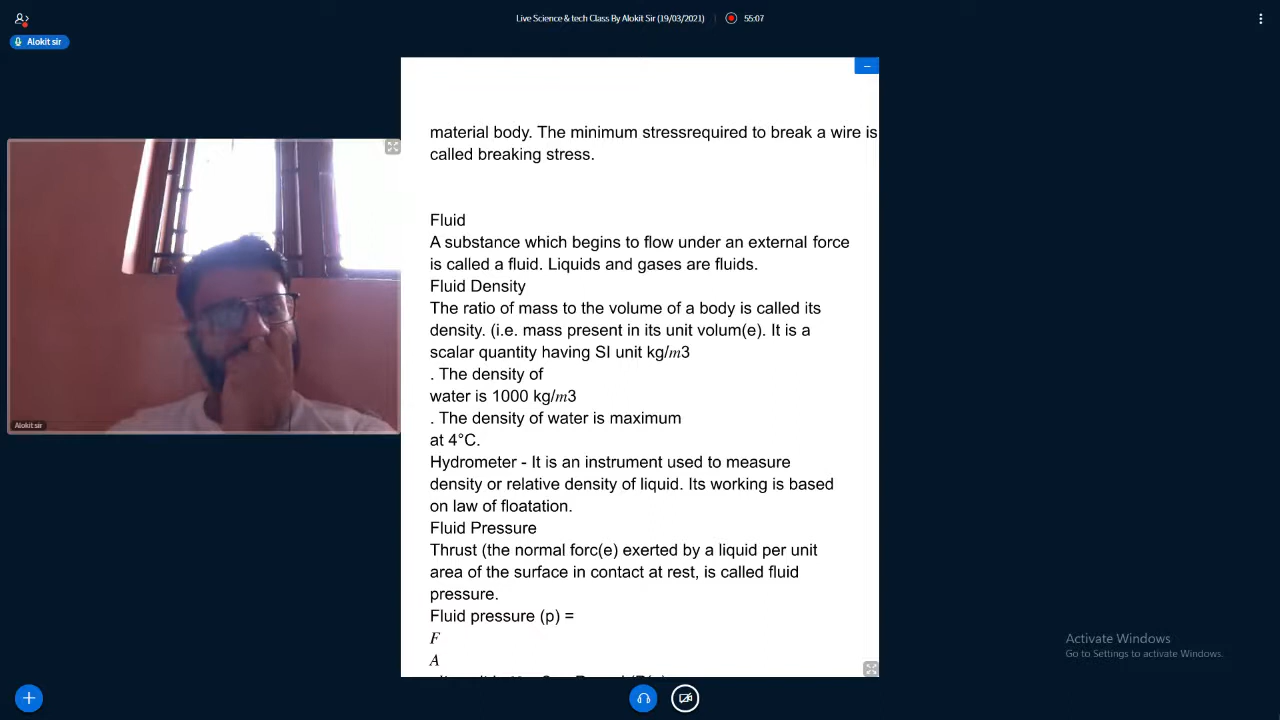 Live Science & tech Class By Alokit Sir (19/03/2021)
55:07
Alokit sir
material body. The minimum stressrequired to break a wire is
called breaking stress.
Fluid
A substance which begins to flow under an external force
is called a fluid. Liquids and gases are fluids.
Fluid Density
The ratio of mass to the volume of a body is called its
density. (i.e. mass present in its unit volum(e). It is a
scalar quantity having SI unit kg/𝑚3
. The density of
water is 1000 kg/𝑚3
. The density of water is maximum
at 4°C.
Hydrometer - It is an instrument used to measure
density or relative density of liquid. Its working is based
on law of floatation.
Fluid Pressure
Thrust (the normal forc(e) exerted by a liquid per unit
area of the surface in contact at rest, is called fluid
pressure.
Fluid pressure (p) =
𝐹
𝐴
Alokit sir
Activate Windows
Go to Settings to activate Windows.